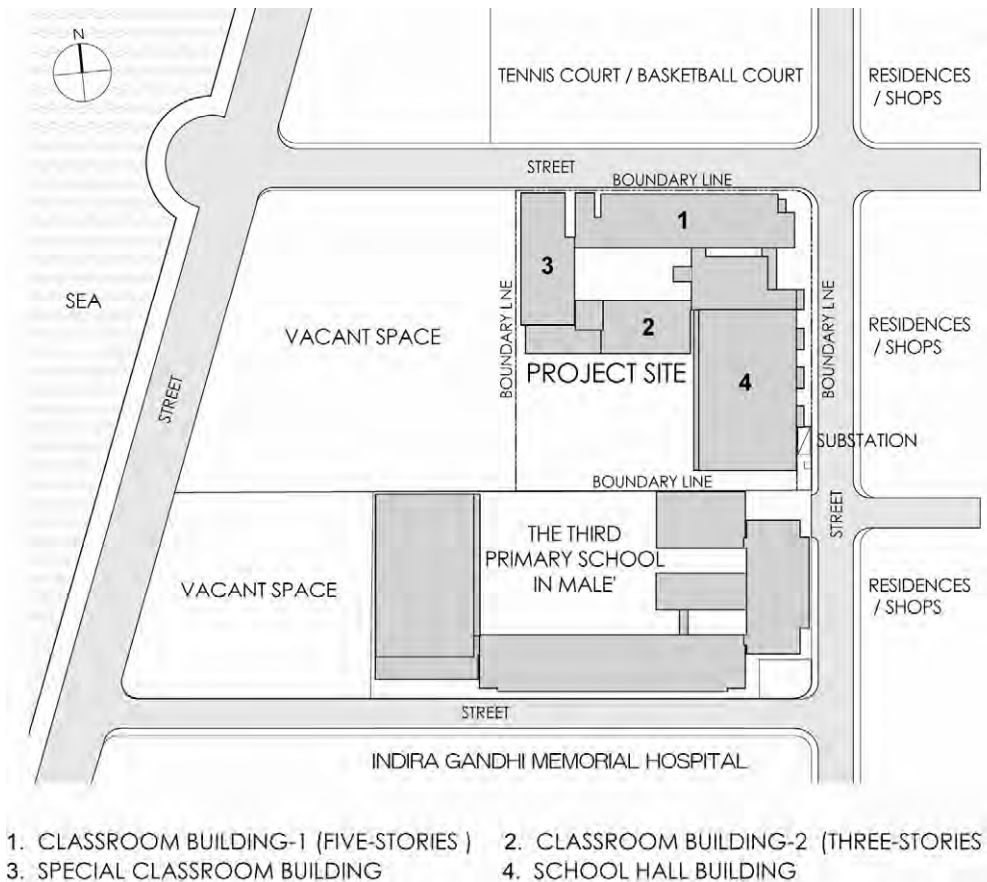 N
TENNIS COURT / BASKETBALL COURT
RESIDENCES
/ SHOPS
STREET
BOUNDARY LINE
1
3
SEA
BOUNDARY LNE
BOUNDARY LINE
VACANT SPACE
2
RESIDENCES
/ SHOPS
PROJECT SITE
4
STREET
SUBSTATION
BOUNDARY LINE
STREET
THE THIRD
PRIMARY SCHOOL
IN MALE'
VACANT SPACE
RESIDENCES
/ SHOPS
STREET
INDIRA GANDHI MEMORIAL HOSPITAL
1. CLASSROOM BUILDING-1 (FIVE-STORIES ) 2. CLASSROOM BUILDING-2 (THREE-STORIES
3. SPECIAL CLASSROOM BUILDING 4. SCHOOL HALL BUILDING